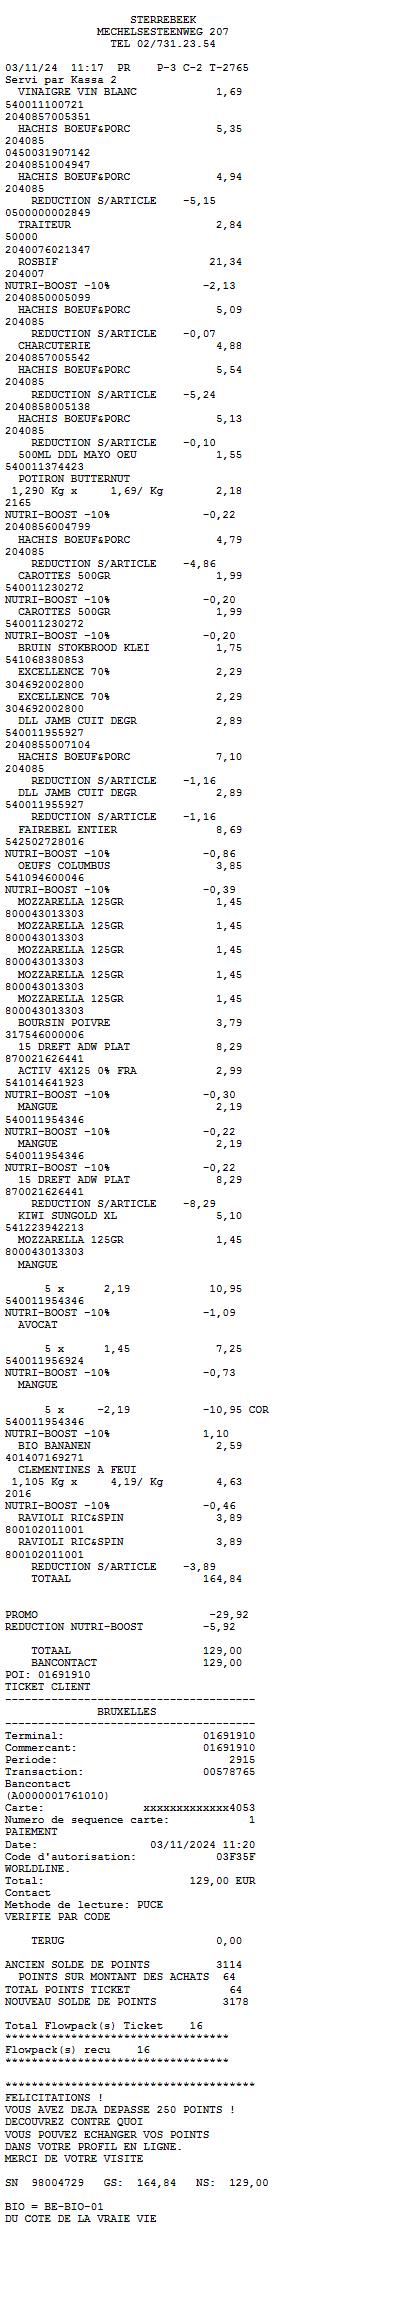 STERREBEEK
MECHELSESTEENWEG 207
TEL 02/731.23.54
03/11/24 11:17 PR P-3 C-2 T-2765
Servi par Kassa 2
VINAIGRE VIN BLANC 1,69
540011100721
2040857005351
HACHIS BOEUF&PORC 5,35
204085
0450031907142
2040851004947
HACHIS BOEUF&PORC 4,94
204085
REDUCTION S/ARTICLE -5,15
0500000002849
TRAITEUR 2,84
50000
2040076021347
ROSBIF 21,34
204007
NUTRI-BOOST -10% -2,13
2040850005099
HACHIS BOEUF&PORC 5,09
204085
REDUCTION S/ARTICLE -0,07
CHARCUTERIE 4,88
2040857005542
HACHIS BOEUF&PORC 5,54
204085
REDUCTION S/ARTICLE -5,24
2040858005138
HACHIS BOEUF&PORC 5,13
204085
REDUCTION S/ARTICLE -0,10
500ML DDL MAYO OEU 1,55
540011374423
POTIRON BUTTERNUT
1,290 Kg x 1,69/ Kg 2,18
2165
NUTRI-BOOST -10% -0,22
2040856004799
HACHIS BOEUF&PORC 4,79
204085
REDUCTION S/ARTICLE -4,86
CAROTTES 500GR 1,99
540011230272
NUTRI-BOOST -10% -0,20
CAROTTES 500GR 1,99
540011230272
NUTRI-BOOST -10% -0,20
BRUIN STOKBROOD KLEI 1,75
541068380853
EXCELLENCE 70% 2,29
304692002800
EXCELLENCE 70% 2,29
304692002800
DLL JAMB CUIT DEGR 2,89
540011955927
2040855007104
HACHIS BOEUF&PORC 7,10
204085
REDUCTION S/ARTICLE -1,16
DLL JAMB CUIT DEGR 2,89
540011955927
REDUCTION S/ARTICLE -1,16
FAIREBEL ENTIER 8,69
542502728016
NUTRI-BOOST -10% -0,86
OEUFS COLUMBUS 3,85
541094600046
NUTRI-BOOST -10% -0,39
MOZZARELLA 125GR 1,45
800043013303
MOZZARELLA 125GR 1,45
800043013303
MOZZARELLA 125GR 1,45
800043013303
MOZZARELLA 125GR 1,45
800043013303
MOZZARELLA 125GR 1,45
800043013303
BOURSIN POIVRE 3,79
317546000006
15 DREFT ADW PLAT 8,29
870021626441
ACTIV 4X125 0% FRA 2,99
541014641923
NUTRI-BOOST -10% -0,30
MANGUE 2,19
540011954346
NUTRI-BOOST -10% -0,22
MANGUE 2,19
540011954346
NUTRI-BOOST -10% -0,22
15 DREFT ADW PLAT 8,29
870021626441
REDUCTION S/ARTICLE -8,29
KIWI SUNGOLD XL 5,10
541223942213
MOZZARELLA 125GR 1,45
800043013303
MANGUE
5 x 2,19 10,95
540011954346
NUTRI-BOOST -10% -1,09
AVOCAT
5 x 1,45 7,25
540011956924
NUTRI-BOOST -10% -0,73
MANGUE
5 x -2,19 -10,95 COR
540011954346
NUTRI-BOOST -10% 1,10
BIO BANANEN 2,59
401407169271
CLEMENTINES A FEUI
1,105 Kg x 4,19/ Kg 4,63
2016
NUTRI-BOOST -10% -0,46
RAVIOLI RIC&SPIN 3,89
800102011001
RAVIOLI RIC&SPIN 3,89
800102011001
REDUCTION S/ARTICLE -3,89
TOTAAL 164,84
PROMO -29,92
REDUCTION NUTRI-BOOST -5,92
TOTAAL 129,00
BANCONTACT 129,00
POI: 01691910
TICKET CLIENT
--------------------------------------
BRUXELLES
--------------------------------------
Terminal: 01691910
Commercant: 01691910
Periode: 2915
Transaction: 00578765
Bancontact
(A0000001761010)
Carte: xxxxxxxxxxxxx4053
Numero de sequence carte: 1
PAIEMENT
Date: 03/11/2024 11:20
Code d'autorisation: 03F35F
WORLDLINE.
Total: 129,00 EUR
Contact
Methode de lecture: PUCE
VERIFIE PAR CODE
TERUG 0,00
ANCIEN SOLDE DE POINTS 3114
POINTS SUR MONTANT DES ACHATS 64
TOTAL POINTS TICKET 64
NOUVEAU SOLDE DE POINTS 3178
Total Flowpack(s) Ticket 16
**********************************
Flowpack(s) recu 16
**********************************
**************************************
FELICITATIONS !
VOUS AVEZ DEJA DEPASSE 250 POINTS !
DECOUVREZ CONTRE QUOI
VOUS POUVEZ ECHANGER VOS POINTS
DANS VOTRE PROFIL EN LIGNE.
MERCI DE VOTRE VISITE
SN 98004729 GS: 164,84 NS: 129,00
BIO = BE-BIO-01
DU COTE DE LA VRAIE VIE